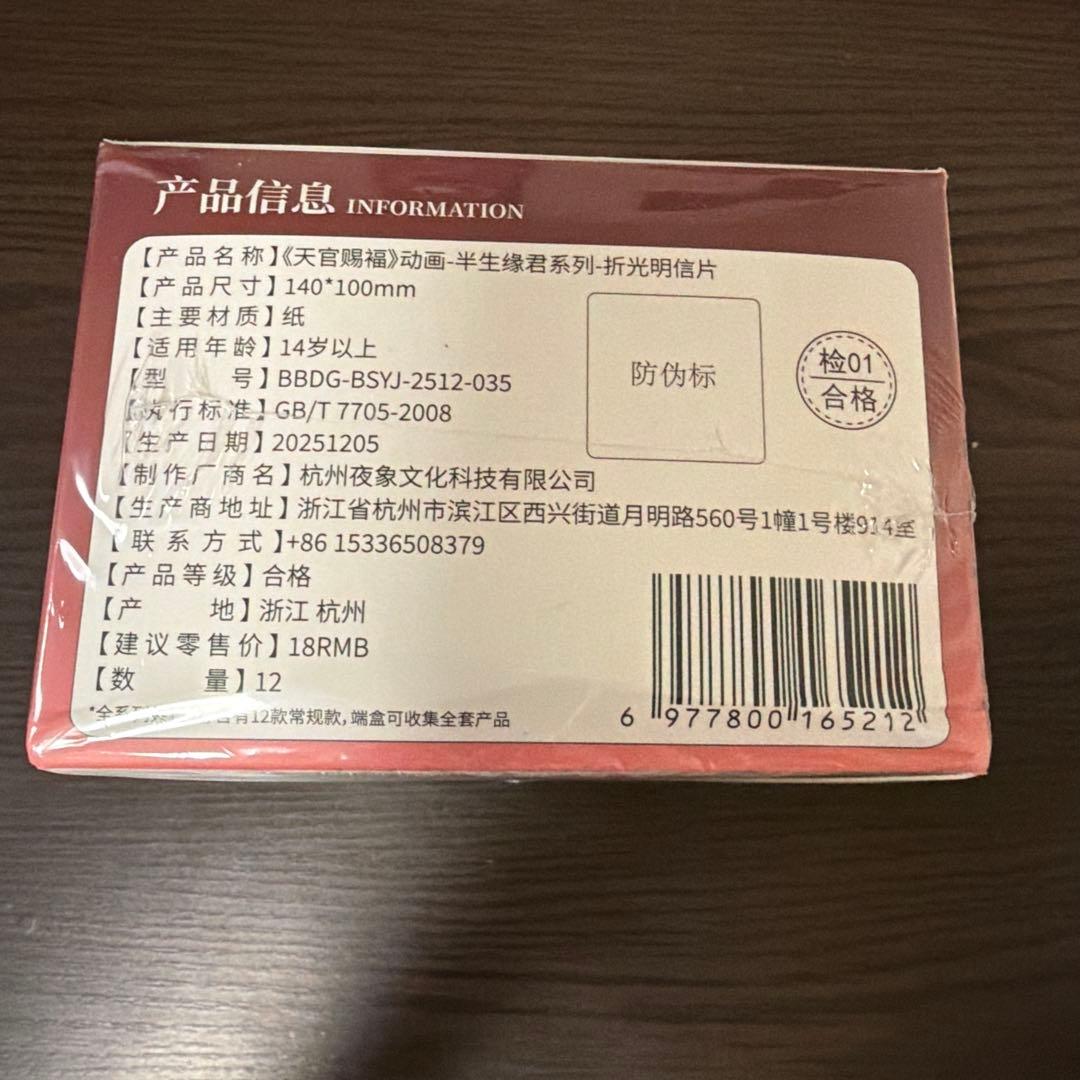 产品信息 INFORMATION
【产品名称】《天官赐福》动画-半生缘君系列-折光明信片
【产品尺寸】140*100mm
【主要材质】纸
【适用年龄】14岁以上
【型 号】BBDG-BSYJ-2512-035
【执行标准】GB/T 7705-2008
【生产日期】20251205
【制作厂商名】杭州夜象文化科技有限公司
【生产商地址】浙江省杭州市滨江区西兴街道月明路560号1幢1号楼914室
【联系方式】+86 15336508379
【产品等级】合格
【产 地】浙江 杭州
【建议零售价】18RMB
【数 量】12
*全系列 有12款常规款,端盒可收集全套产品
防伪标
检01
合格
6 977800 165212